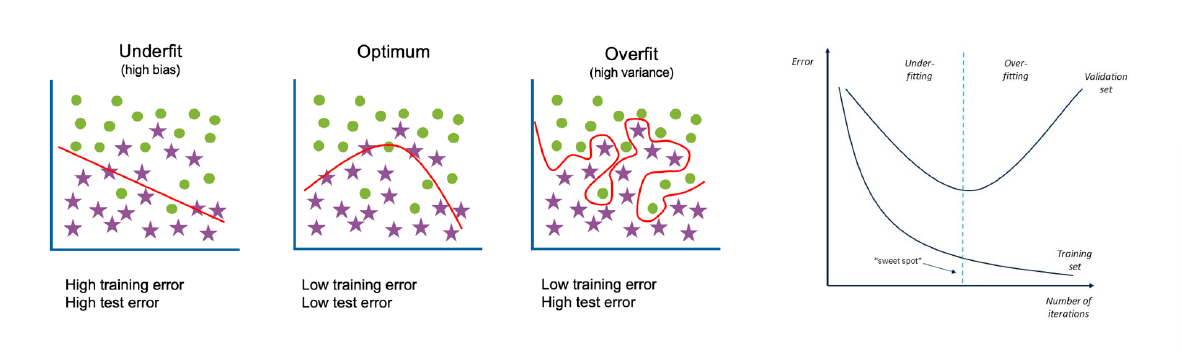 Underfit
(high bias)
High training error
High test error
Optimum
Low training error
Low test error
Overfit
(high variance)
Low training error
High test error
Error
Under-
fitting
Over-
fitting
Validation
set
"sweet spot"
Training
set
Number of
iterations